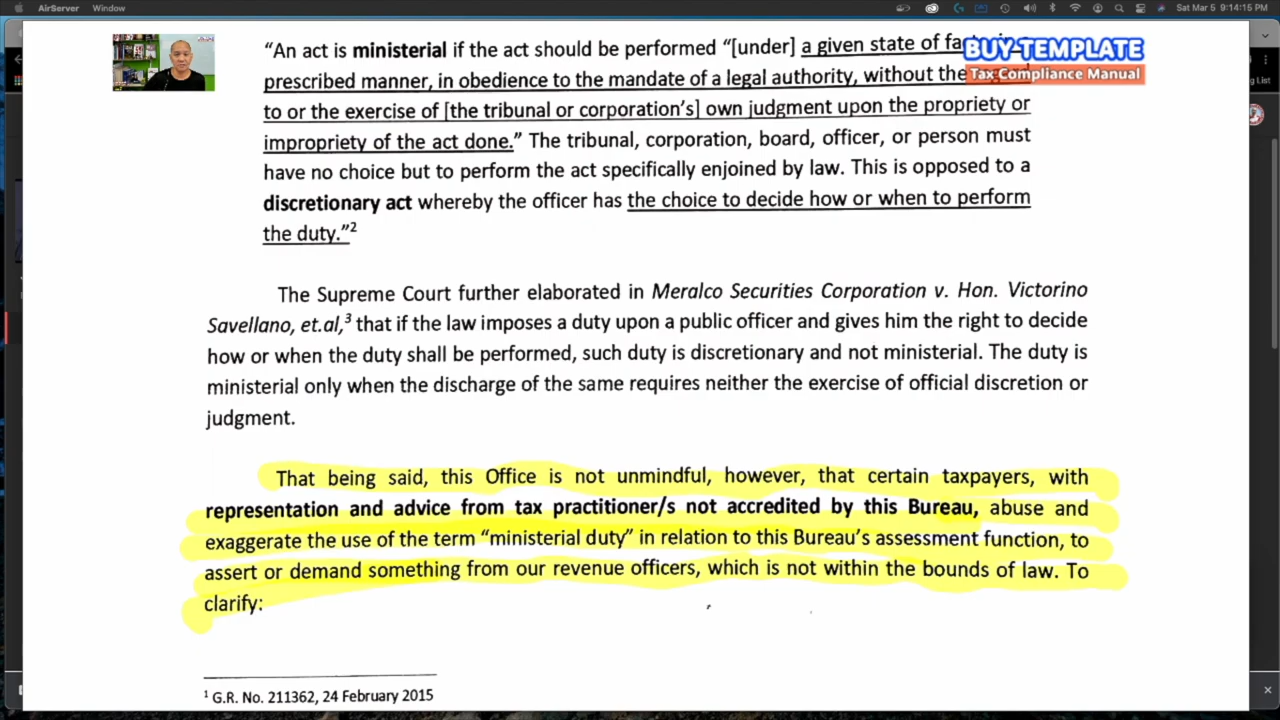 AirServer Window
Sat Mar 5 9:14:15 PM
“An act is ministerial if the act should be performed “[under] a given state of
BUY TEMPLATE
prescribed manner, in obedience to the mandate of a legal authority, without the
Tax Compliance Manual
ng List
to or the exercise of [the tribunal or corporation’s] own judgment upon the propriety or
impropriety of the act done.” The tribunal, corporation, board, officer, or person must
have no choice but to perform the act specifically enjoined by law. This is opposed to a
discretionary act whereby the officer has the choice to decide how or when to perform
the duty.”2
The Supreme Court further elaborated in Meralco Securities Corporation v. Hon. Victorino
Savellano, et.al,3 that if the law imposes a duty upon a public officer and gives him the right to decide
how or when the duty shall be performed, such duty is discretionary and not ministerial. The duty is
ministerial only when the discharge of the same requires neither the exercise of official discretion or
judgment.
That being said, this Office is not unmindful, however, that certain taxpayers, with
representation and advice from tax practitioner/s not accredited by this Bureau, abuse and
exaggerate the use of the term “ministerial duty” in relation to this Bureau’s assessment function, to
assert or demand something from our revenue officers, which is not within the bounds of law. To
clarify:
1 G.R. No. 211362, 24 February 2015